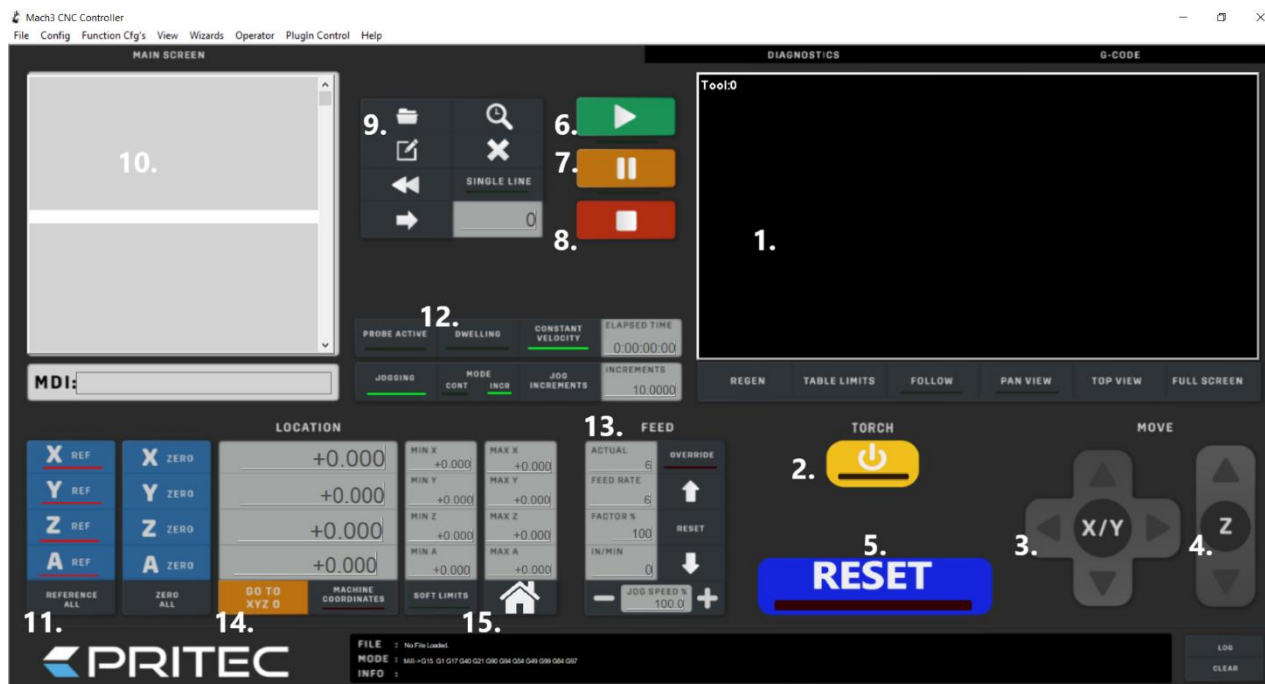 Mach3 CNC Controller
File Config Function Cfg's View Wizards Operator PlugIn Control Help
MAIN SCREEN
DIAGNOSTICS
G-CODE
10.
9.
SINGLE LINE
0
6.
7.
8.
Tool:0
1.
12.
PROBE ACTIVE
DWELLING
CONSTANT
VELOCITY
ELAPSED TIME
0:00:00:00
JOGGING
MODE
CONT INCR
JOG
INCREMENTS
INCREMENTS
10.0000
MDI:
REGEN
TABLE LIMITS
FOLLOW
PAN VIEW
TOP VIEW
FULL SCREEN
LOCATION
X REF
X ZERO
+0.000
Y REF
Y ZERO
+0.000
Z REF
Z ZERO
+0.000
A REF
A ZERO
+0.000
REFERENCE
ALL
ZERO
ALL
GO TO
XYZ 0
MACHINE
COORDINATES
11.
14.
MIN X
+0.000
MAX X
+0.000
MIN Y
+0.000
MAX Y
+0.000
MIN Z
+0.000
MAX Z
+0.000
MIN A
+0.000
MAX A
+0.000
SOFT LIMITS
15.
13. FEED
ACTUAL
6
OVERRIDE
FEED RATE
6
FACTOR %
100
RESET
IN/MIN
0
JOG SPEED %
100.0
TORCH
2.
5.
RESET
MOVE
3.
X/Y
4.
Z
PRITEC
FILE : No File Loaded.
MODE : Mill->G15 G1 G17 G40 G21 G90 G94 G54 G49 G99 G64 G97
INFO :
LOG
CLEAR